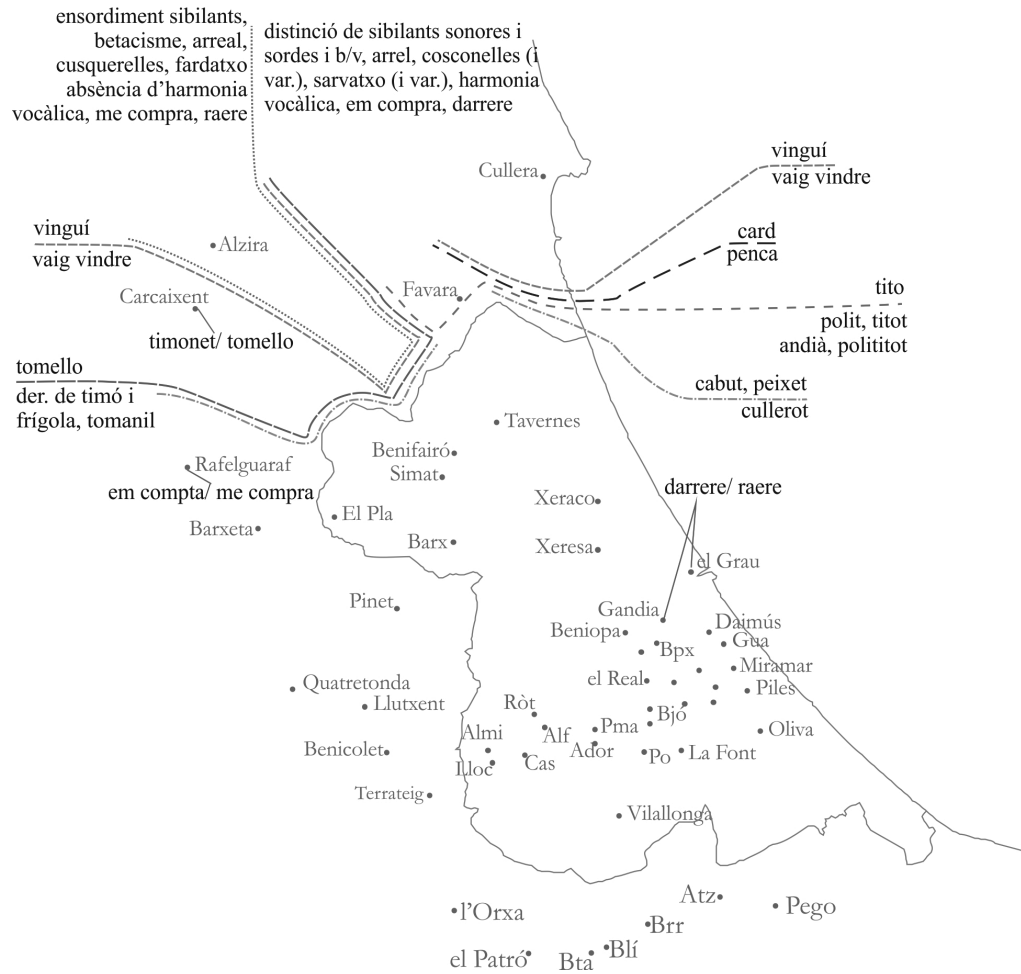 ensordiment sibilants,
betacisme, arreal,
cusquerelles, fardatxo
absència d'harmonia
vocàlica, me compra, raere
distinció de sibilants sonores i
sordes i b/v, arrel, cosconelles (i
var.), sarvatxo (i var.), harmonia
vocàlica, em compra, darrere
Cullera
vinguí
vaig vindre
vinguí
vaig vindre
Alzira
card
penca
Carcaixent
timonet/ tomello
Favara
tito
polit, titot
andià, polititot
tomello
der. de timó i
frígola, tomanil
cabut, peixet
cullerot
Tavernes
Benifairó
Simat
Rafelguaraf
em compta/ me compra
Barxeta
El Pla
Barx
Xeraco
Xeresa
darrere/ raere
el Grau
Pinet
Gandia
Beniopa
Daimús
Gua
Bpx
Miramar
el Real
Piles
Quatretonda
Llutxent
Ròt
Alf
Pma
Bjó
Oliva
Almi
Ador
Benicolet
Lloc
Cas
Po
La Font
Terrateig
Vilallonga
Atz
Pego
l'Orxa
Brr
el Patró
Bta
Blí